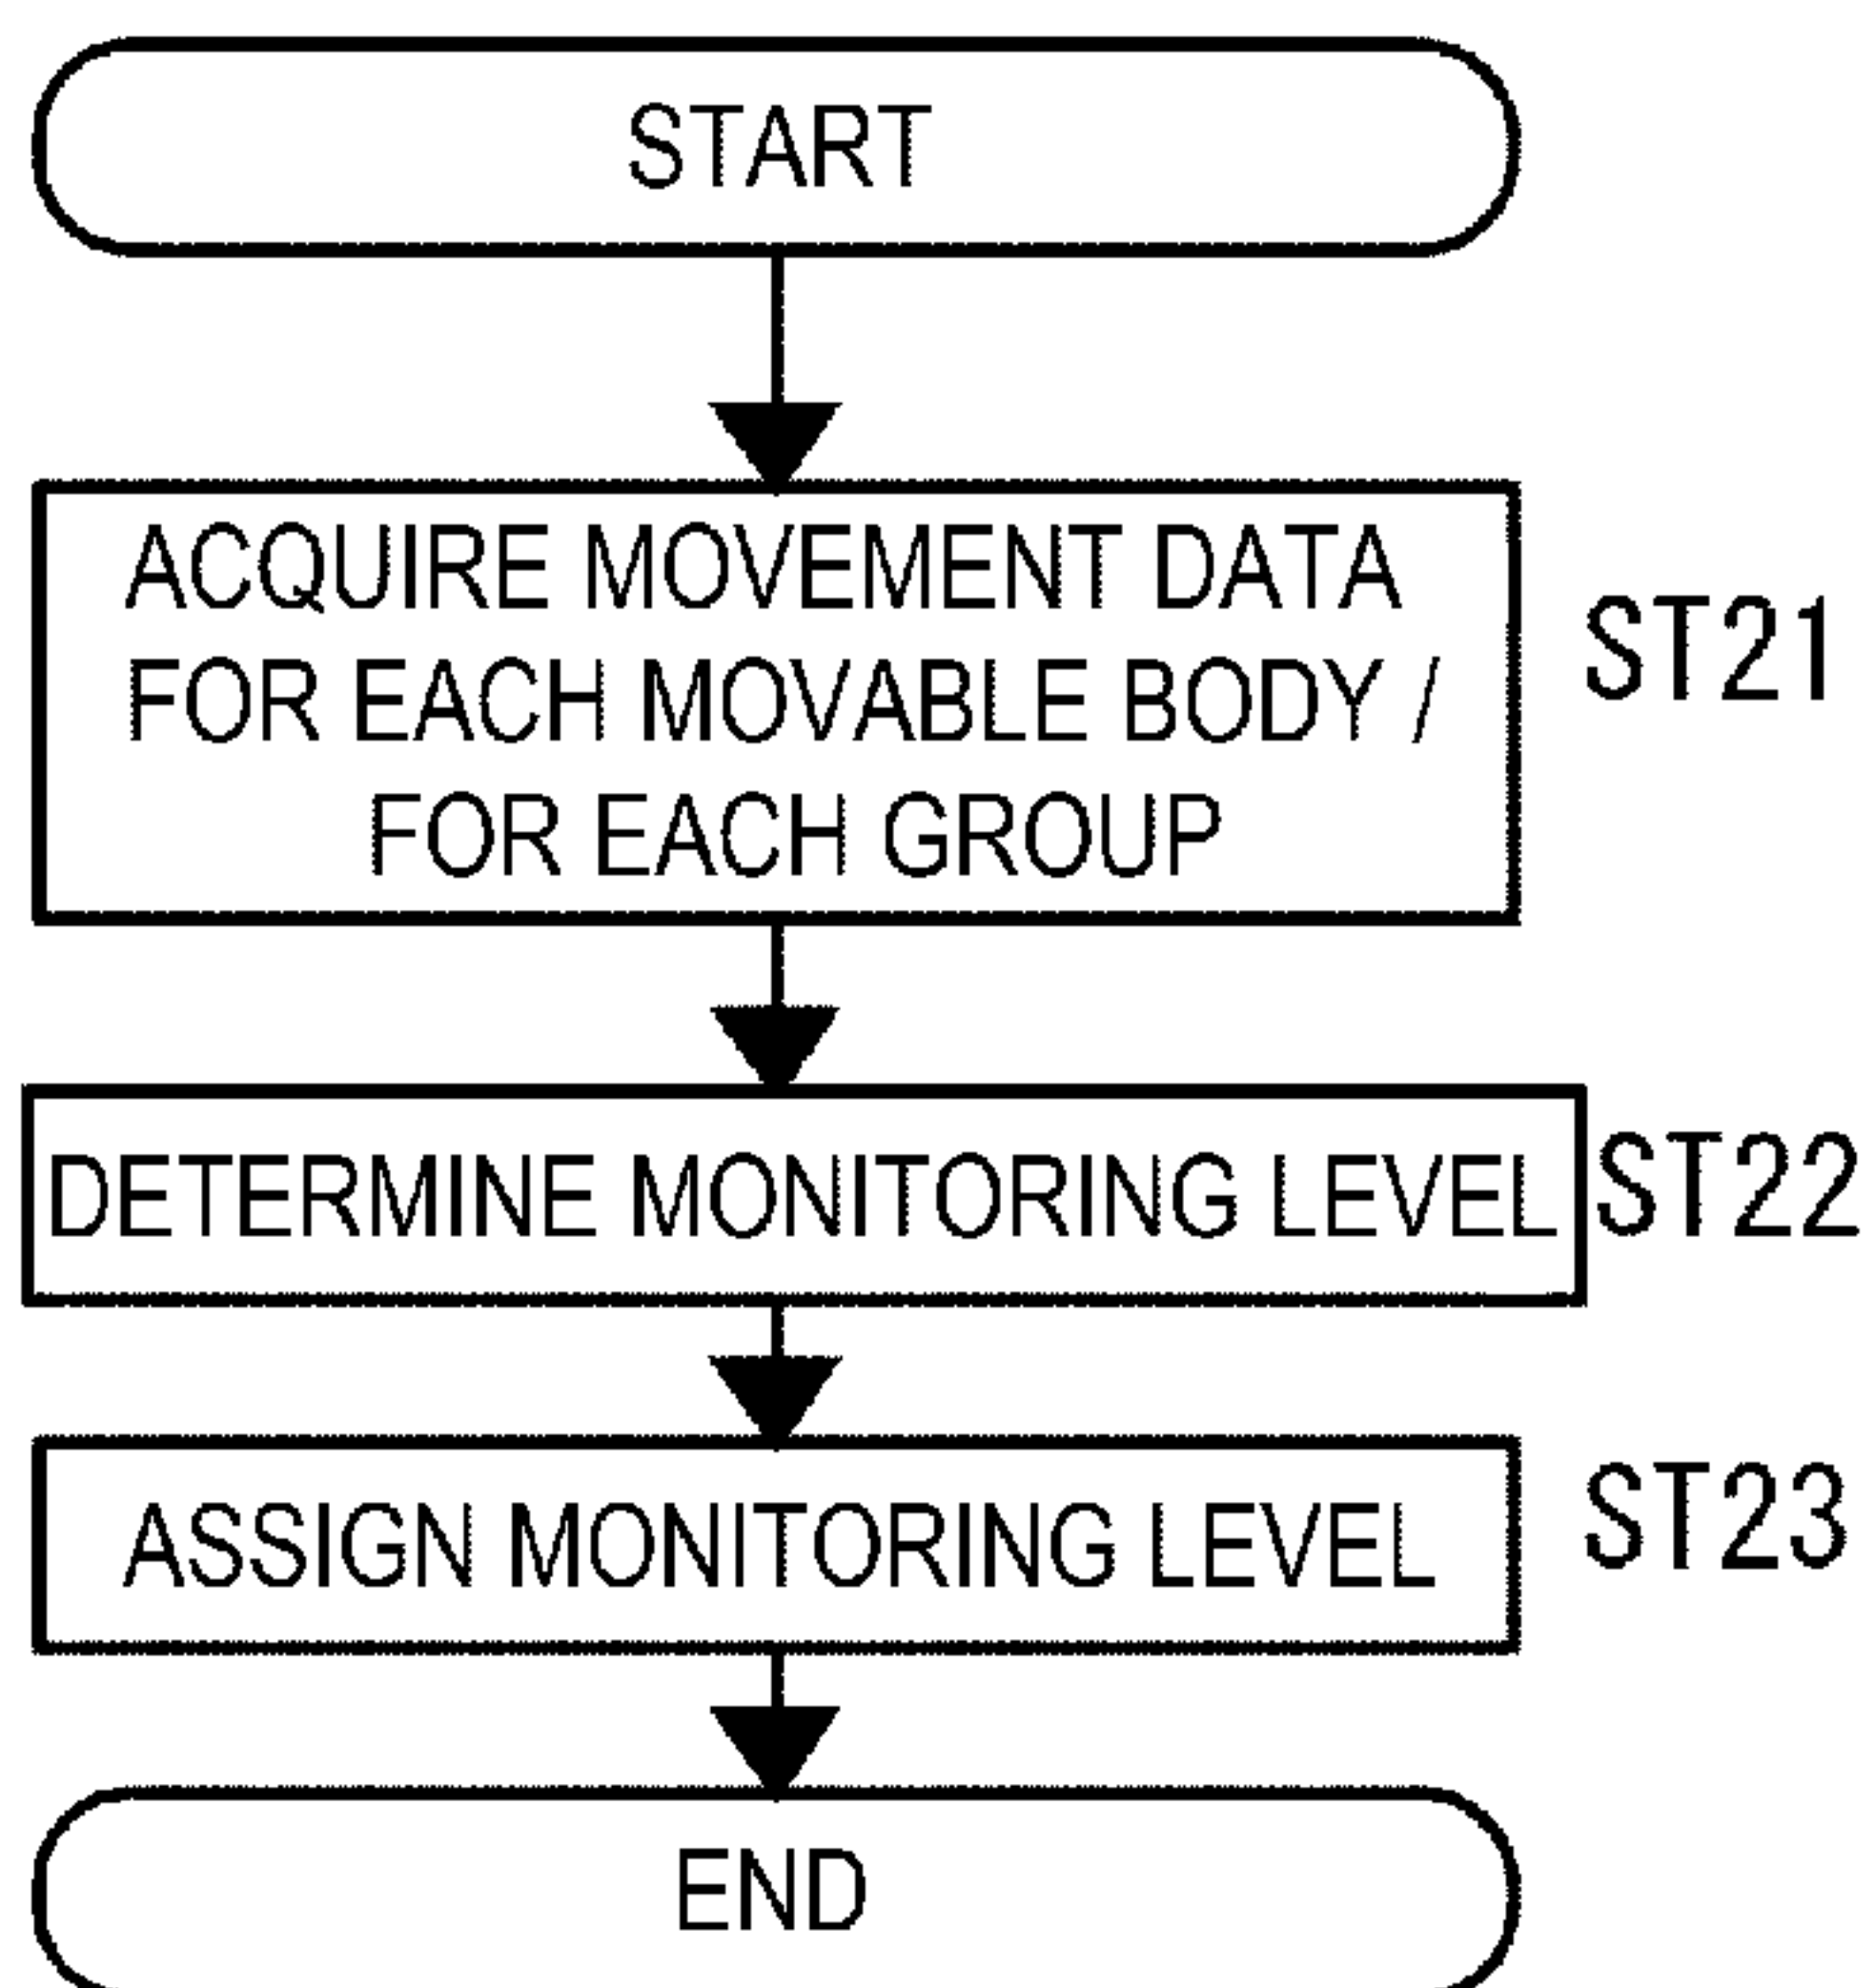 START
ACQUIRE MOVEMENT DATA
FOR EACH MOVABLE BODY /
FOR EACH GROUP
ST21
DETERMINE MONITORING LEVEL
ST22
ASSIGN MONITORING LEVEL
ST23
END